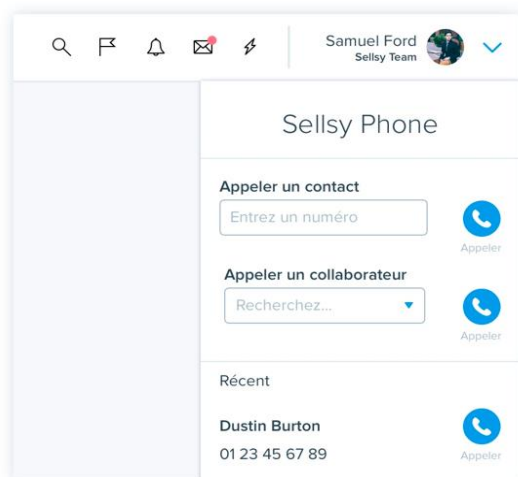 Samuel Ford
Sellsy Team
Sellsy Phone
Appeler un contact
Entrez un numéro
Appeler
Appeler un collaborateur
Recherchez...
Appeler
Récent
Dustin Burton
01 23 45 67 89
Appeler